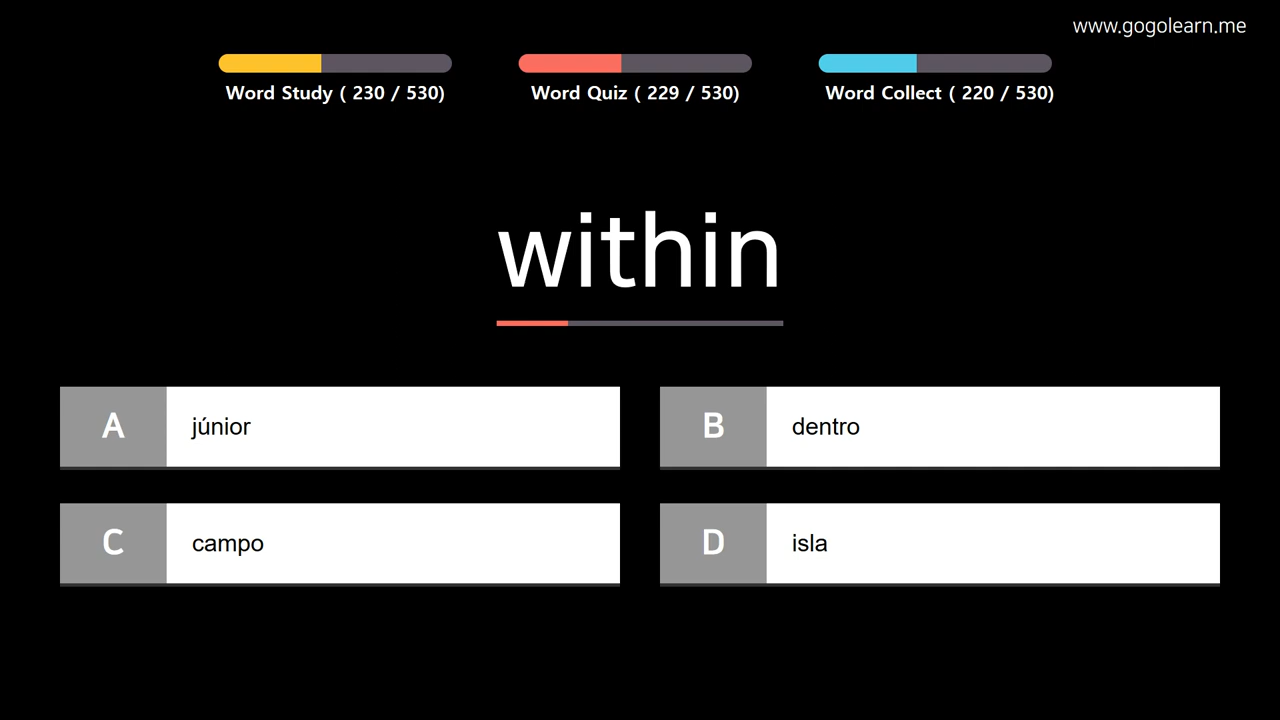 www.gogolearn.me
Word Study ( 230 / 530)
Word Quiz ( 229 / 530)
Word Collect ( 220 / 530)
within
A júnior
B dentro
C campo
D isla